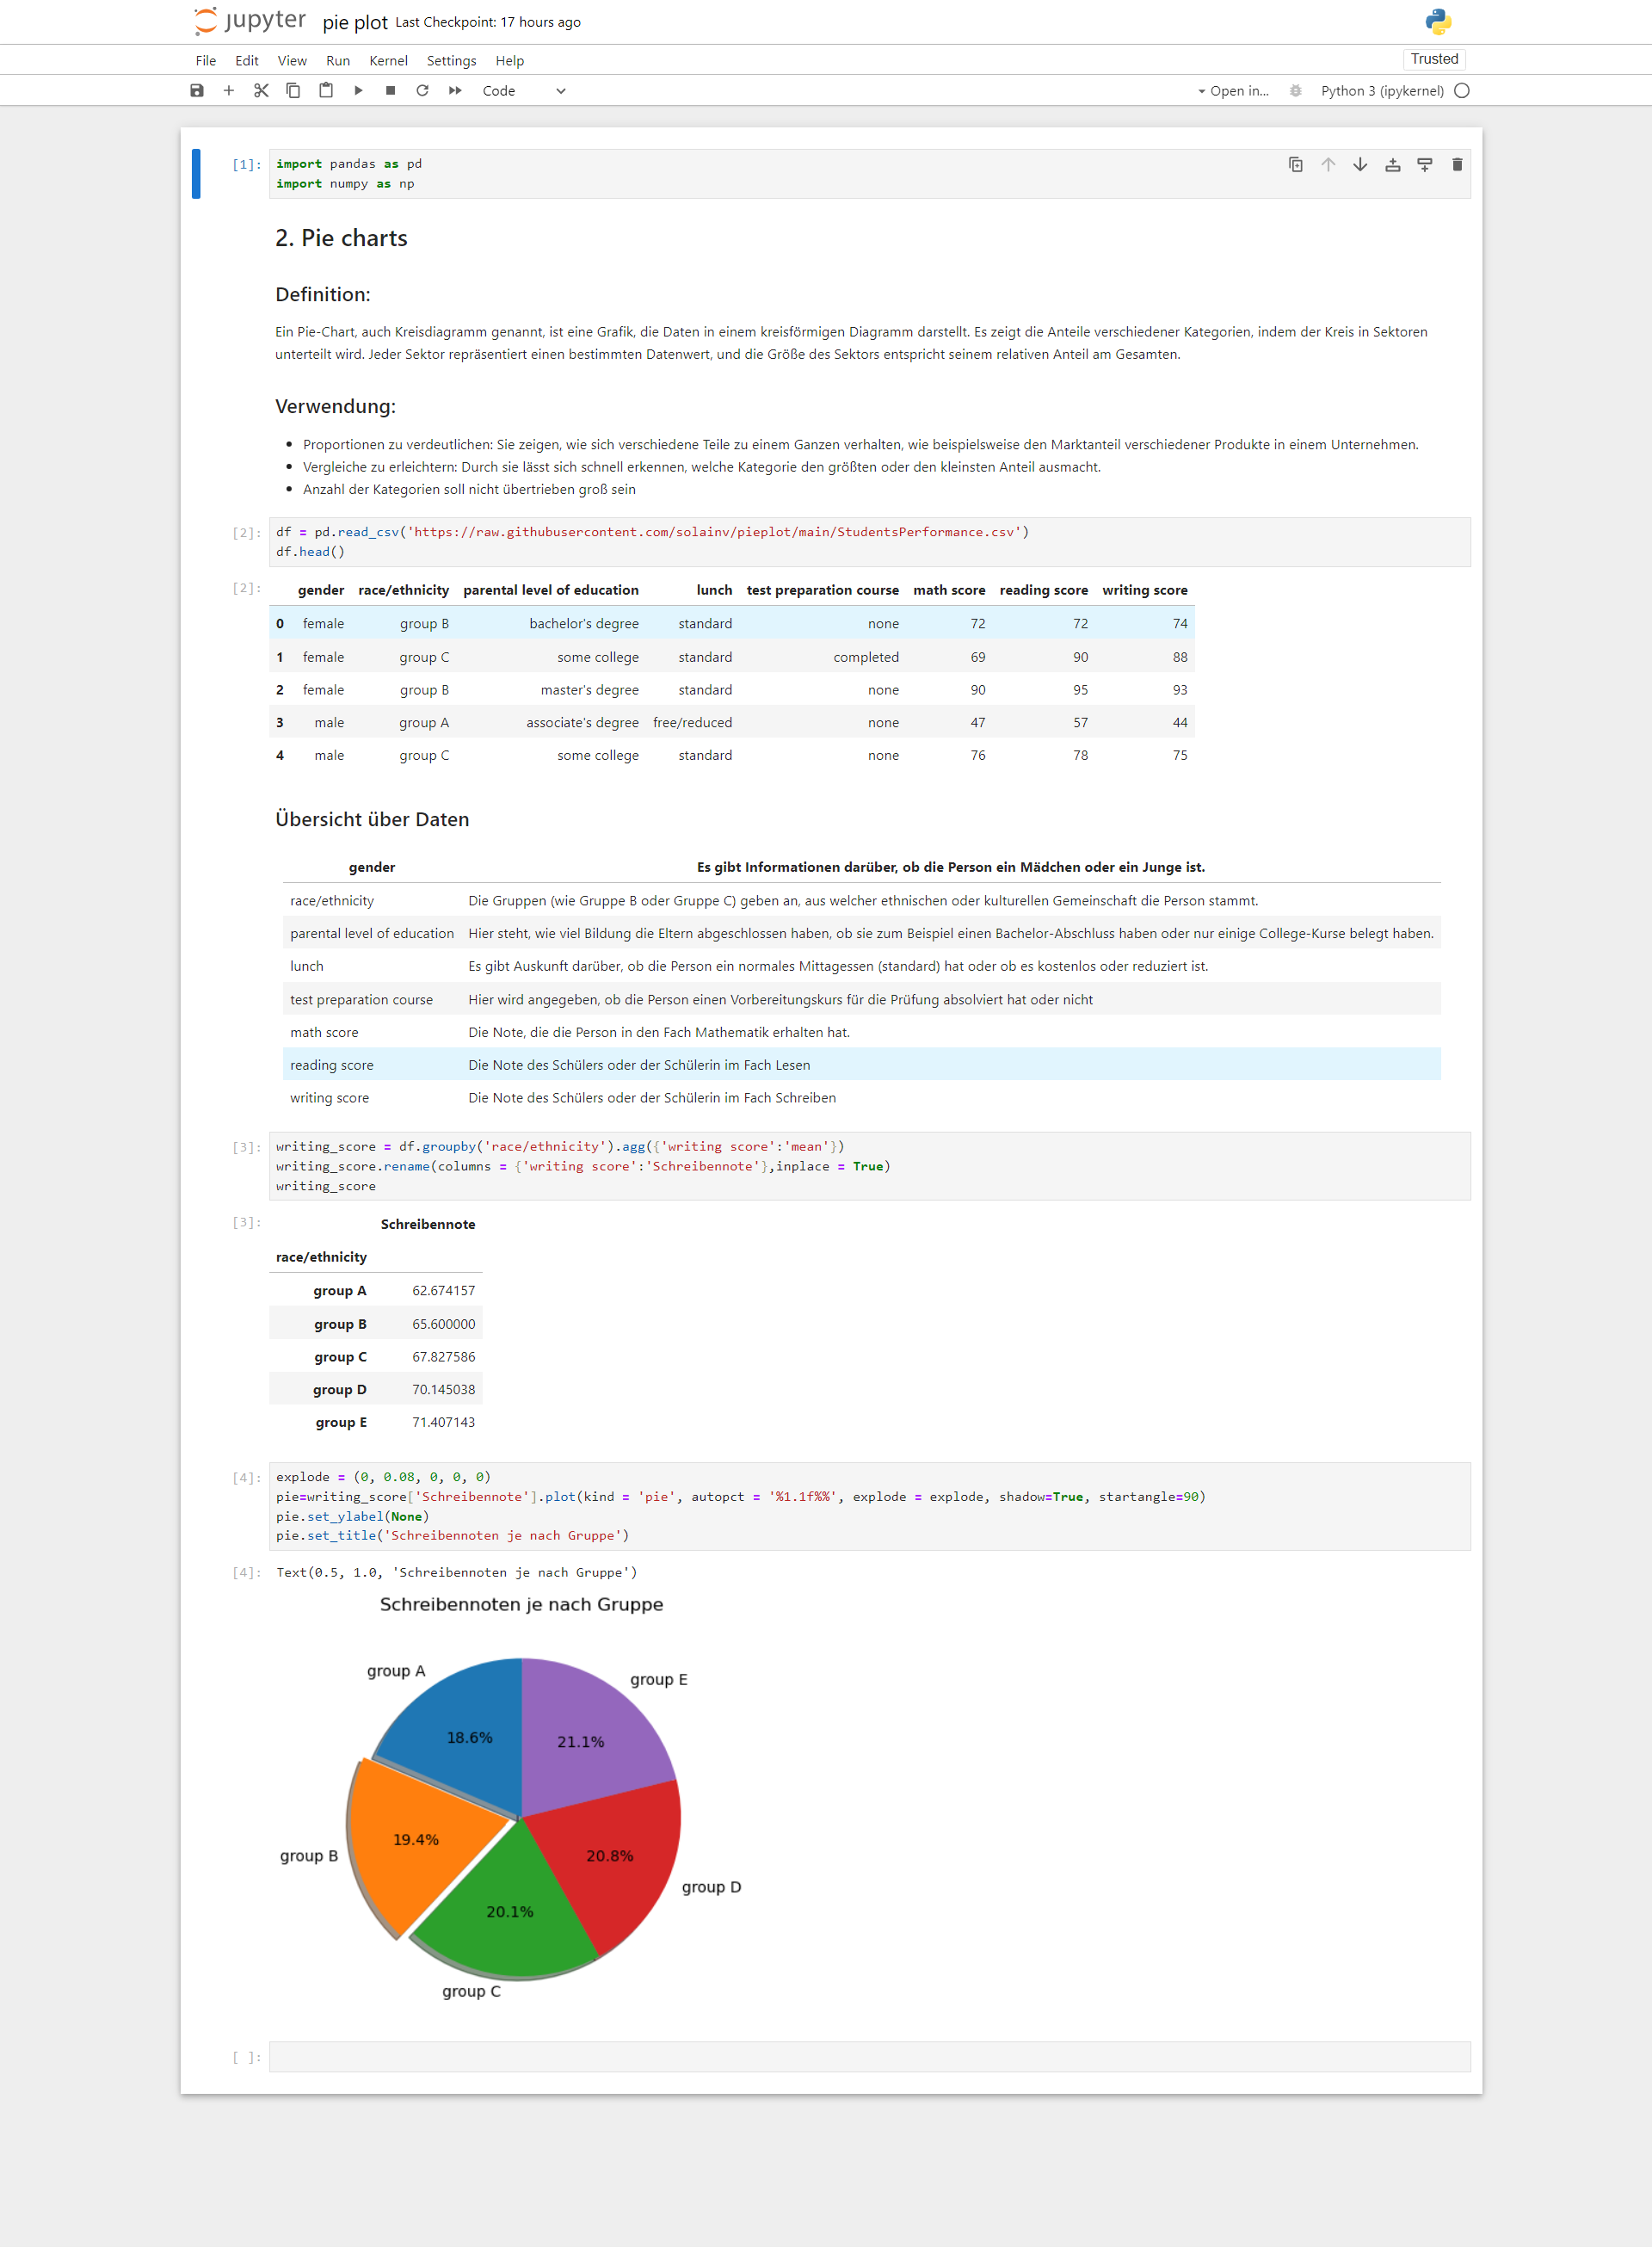 jupyter pie plot Last Checkpoint: 17 hours ago
File Edit View Run Kernel Settings Help Trusted
Code Open in... Python 3 (ipykernel)
[1]: import pandas as pd
import numpy as np
2. Pie charts
Definition:
Ein Pie-Chart, auch Kreisdiagramm genannt, ist eine Grafik, die Daten in einem kreisförmigen Diagramm darstellt. Es zeigt die Anteile verschiedener Kategorien, indem der Kreis in Sektoren
unterteilt wird. Jeder Sektor repräsentiert einen bestimmten Datenwert, und die Größe des Sektors entspricht seinem relativen Anteil am Gesamten.
Verwendung:
• Proportionen zu verdeutlichen: Sie zeigen, wie sich verschiedene Teile zu einem Ganzen verhalten, wie beispielsweise den Marktanteil verschiedener Produkte in einem Unternehmen.
• Vergleiche zu erleichtern: Durch sie lässt sich schnell erkennen, welche Kategorie den größten oder den kleinsten Anteil ausmacht.
• Anzahl der Kategorien soll nicht übertrieben groß sein
[2]: df = pd.read_csv('https://raw.githubusercontent.com/solainv/pieplot/main/StudentsPerformance.csv')
df.head()
[2]: gender race/ethnicity parental level of education lunch test preparation course math score reading score writing score
0 female group B bachelor's degree standard none 72 72 74
1 female group C some college standard completed 69 90 88
2 female group B master's degree standard none 90 95 93
3 male group A associate's degree free/reduced none 47 57 44
4 male group C some college standard none 76 78 75
Übersicht über Daten
gender Es gibt Informationen darüber, ob die Person ein Mädchen oder ein Junge ist.
race/ethnicity Die Gruppen (wie Gruppe B oder Gruppe C) geben an, aus welcher ethnischen oder kulturellen Gemeinschaft die Person stammt.
parental level of education Hier steht, wie viel Bildung die Eltern abgeschlossen haben, ob sie zum Beispiel einen Bachelor-Abschluss haben oder nur einige College-Kurse belegt haben.
lunch Es gibt Auskunft darüber, ob die Person ein normales Mittagessen (standard) hat oder ob es kostenlos oder reduziert ist.
test preparation course Hier wird angegeben, ob die Person einen Vorbereitungskurs für die Prüfung absolviert hat oder nicht
math score Die Note, die die Person in den Fach Mathematik erhalten hat.
reading score Die Note des Schülers oder der Schülerin im Fach Lesen
writing score Die Note des Schülers oder der Schülerin im Fach Schreiben
[3]: writing_score = df.groupby('race/ethnicity').agg({'writing score':'mean'})
writing_score.rename(columns = {'writing score':'Schreibennote'},inplace = True)
writing_score
[3]: Schreibennote
race/ethnicity
group A 62.674157
group B 65.600000
group C 67.827586
group D 70.145038
group E 71.407143
[4]: explode = (0, 0.08, 0, 0, 0)
pie=writing_score['Schreibennote'].plot(kind = 'pie', autopct = '%1.1f%%', explode = explode, shadow=True, startangle=90)
pie.set_ylabel(None)
pie.set_title('Schreibennoten je nach Gruppe')
[4]: Text(0.5, 1.0, 'Schreibennoten je nach Gruppe')
Schreibennoten je nach Gruppe
group A
group E
18.6%
21.1%
19.4%
group B
20.8%
group D
20.1%
group C
[ ]: